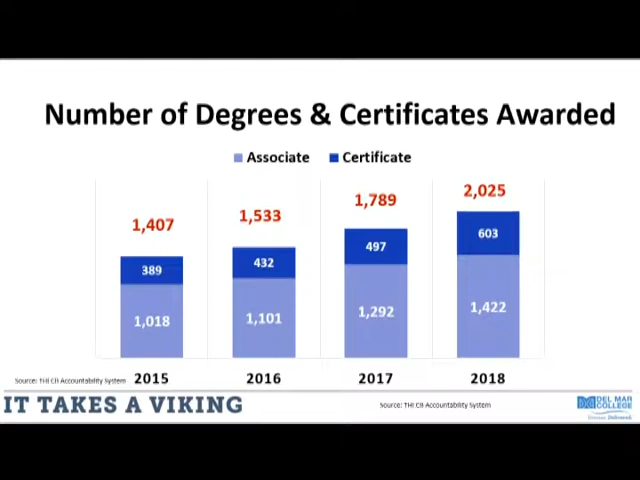 Number of Degrees & Certificates Awarded
Associate Certificate
1,407 1,533 1,789 2,025
389 432 497 603
1,018 1,101 1,292 1,422
2015 2016 2017 2018
Source: Accountability System
IT TAKES A VIKING
Source: Accountability System
DEL MAR
COLLEGE